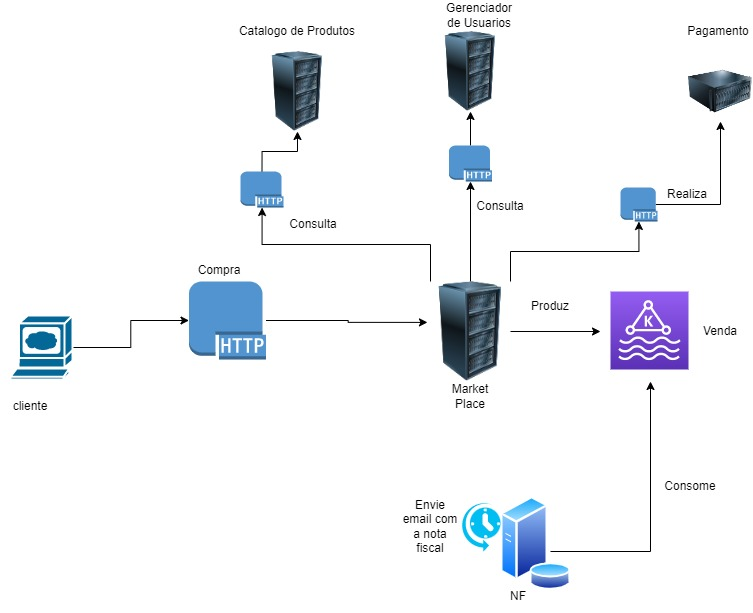 Gerenciador
de Usuarios
Catalogo de Produtos
Pagamento
HTTP
HTTP
HTTP
Realiza
Consulta
Consulta
Compra
HTTP
Produz
K
Venda
Market
Place
cliente
Consome
Envie
email com
a nota
fiscal
NF